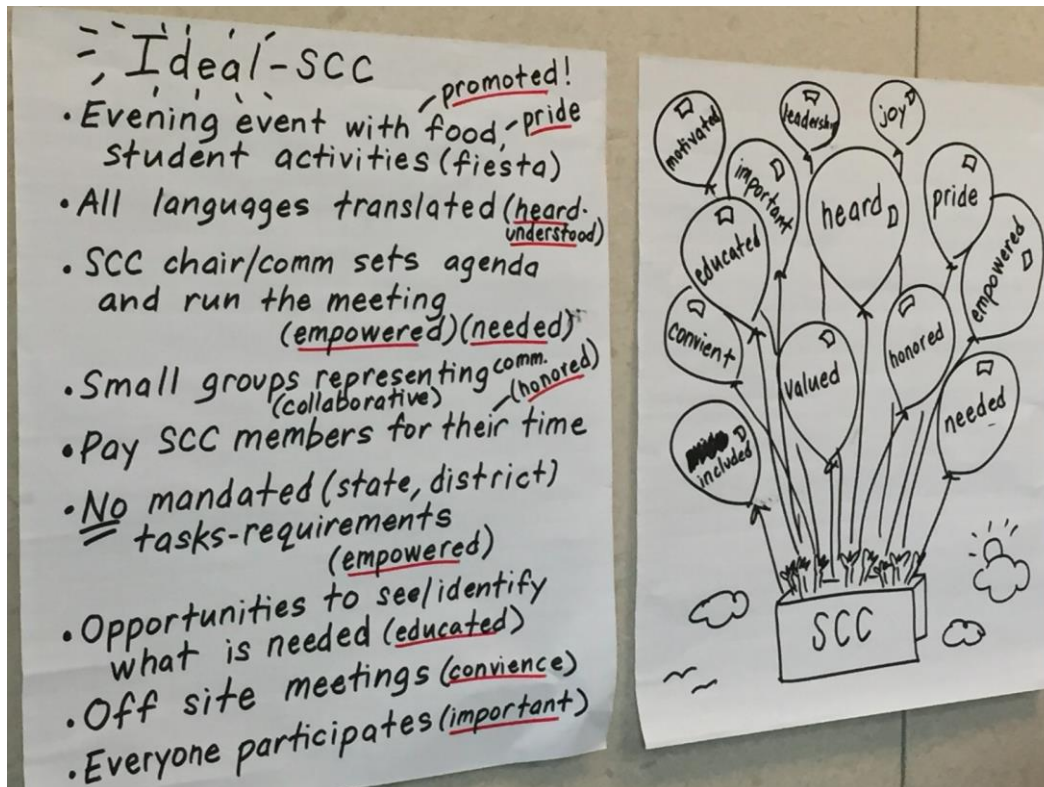 Ideal-SCC
promoted!
• Evening event with food, pride
student activities (fiesta)
• All languages translated (heard-
understood)
• SCC chair/comm sets agenda
and run the meeting
(empowered) (needed)
• Small groups representing comm.
(collaborative) (honored)
• Pay SCC members for their time
• No mandated (state, district)
tasks-requirements
(empowered)
• Opportunities to see/identify
what is needed (educated)
• Off site meetings (convience)
• Everyone participates (important)
motivated
leadership
joy
important
heard
pride
educated
empowered
convient
valued
honored
needed
included
SCC